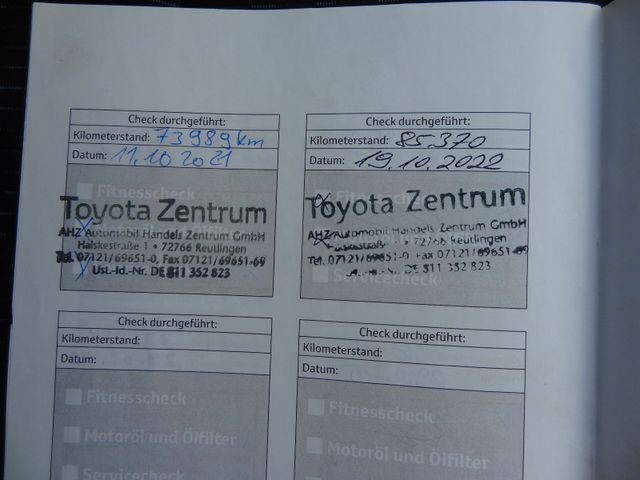 Check durchgeführt:
Kilometerstand: 73989km
Datum: 11.10 2021
Fitnesscheck
Toyota Zentrum
AHZ Automobil Handels Zentrum GmbH
Halskestraße 1 • 72766 Reutlingen
Tel. 07121/69651-0, Fax 07121/69651-69
Ust.-Id.-Nr. DE 811 352 823
Check durchgeführt:
Kilometerstand: 85.370
Datum: 19.10.2022
Toyota Zentrum
AHZ Automobil Handels Zentrum GmbH
• 72766 Reutlingen
Tel. 07121/69651-0 Fax 07121/69651-69
DE 811 352 823
Servicecheck
Check durchgeführt:
Kilometerstand:
Datum:
Fitnesscheck
Motoröl und Ölfilter
Servicecheck
Check durchgeführt:
Kilometerstand:
Datum:
Fitnesscheck
Motoröl und Ölfilter